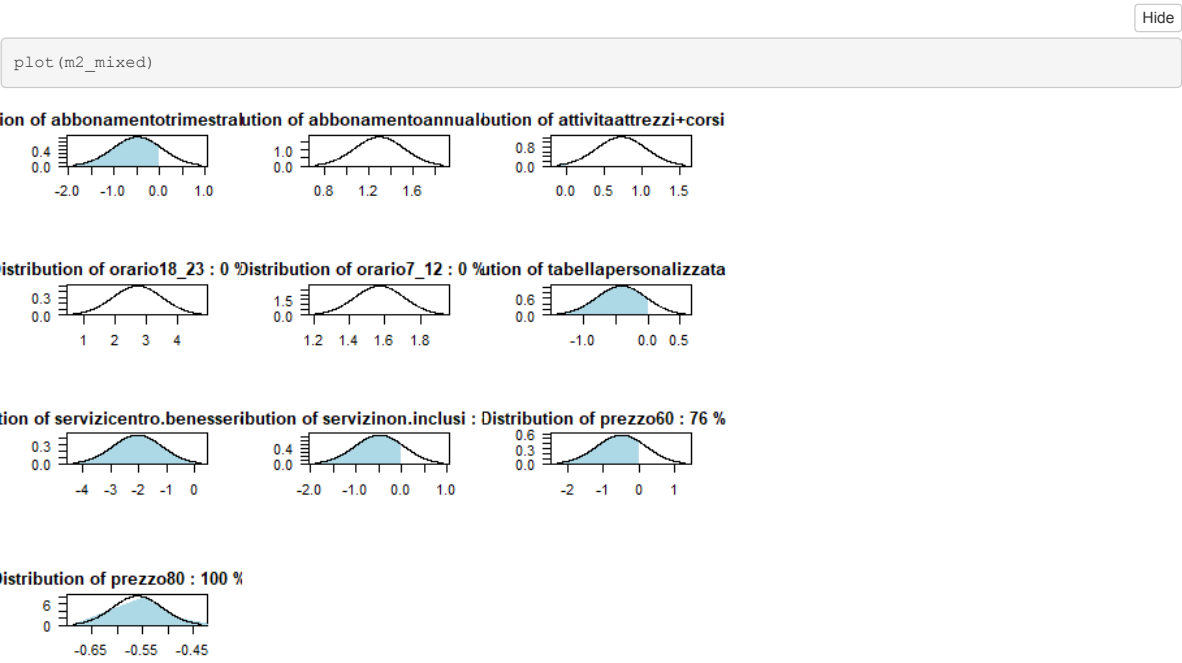 Hide
plot(m2_mixed)
ion of abbonamentotrimestral ution of abbonamentoannual bution of attivitaattrezzi+corsi
0.4 0.0 1.0 0.0 0.8 0.0
-2.0 -1.0 0.0 1.0 0.8 1.2 1.6 0.0 0.5 1.0 1.5
istribution of orario18_23 : 0 % Distribution of orario7_12 : 0 % ution of tabellapersonalizzata
0.3 0.0 1.5 0.0 0.6 0.0
1 2 3 4 1.2 1.4 1.6 1.8 -1.0 0.0 0.5
tion of servizicentro.benesser ibution of servizinon.inclusi : Distribution of prezzo60 : 76 %
0.3 0.0 0.4 0.0 0.6 0.3 0.0
-4 -3 -2 -1 0 -2.0 -1.0 0.0 1.0 -2 -1 0 1
istribution of prezzo80 : 100 %
6 0
-0.65 -0.55 -0.45